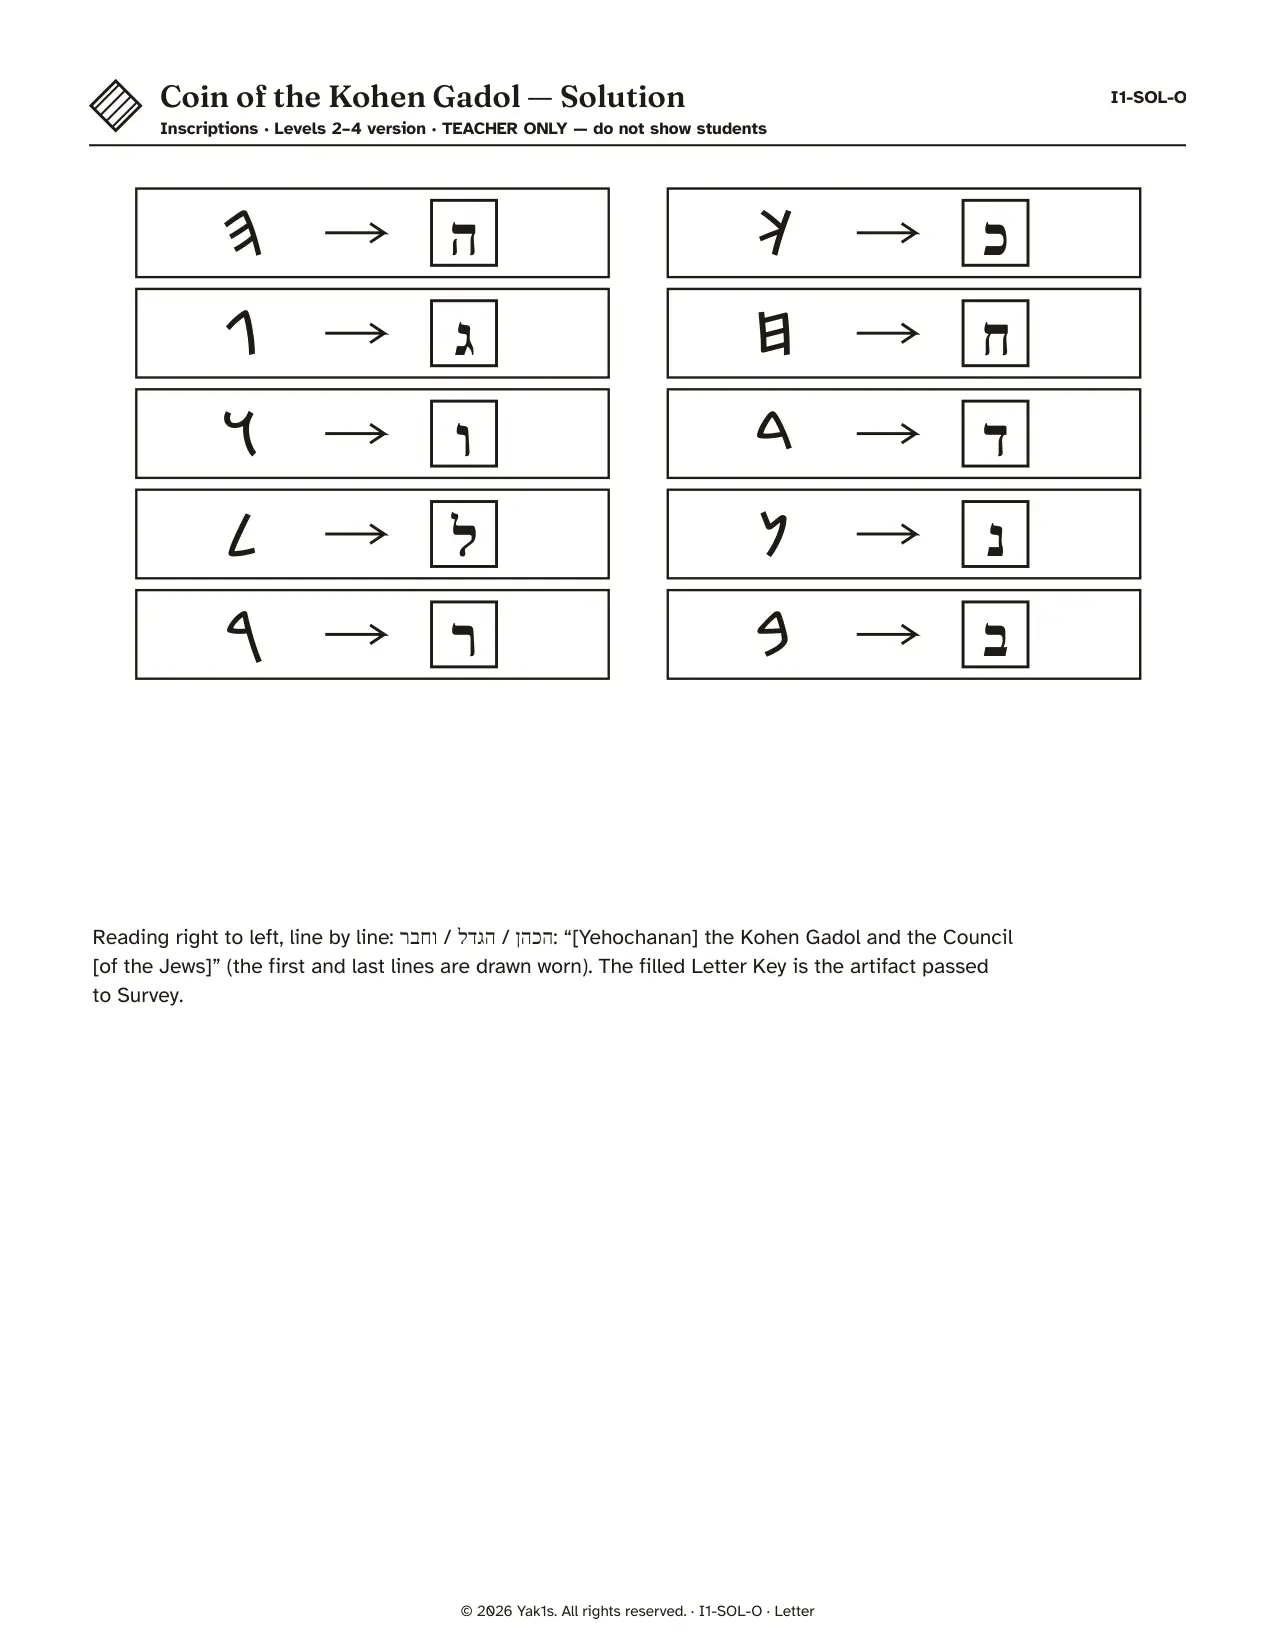 Coin of the Kohen Gadol — Solution
I1-SOL-O
Inscriptions · Levels 2–4 version · TEACHER ONLY — do not show students
𐤄 → ה
𐤊 → כ
𐤂 → ג
𐤇 → ח
𐤅 → ו
𐤃 → ד
𐤋 → ל
𐤍 → נ
𐤓 → ר
𐤁 → ב
Reading right to left, line by line: הכהן / הגדל / וחבר: “[Yehochanan] the Kohen Gadol and the Council
[of the Jews]” (the first and last lines are drawn worn). The filled Letter Key is the artifact passed
to Survey.
© 2026 Yak1s. All rights reserved. · I1-SOL-O · Letter